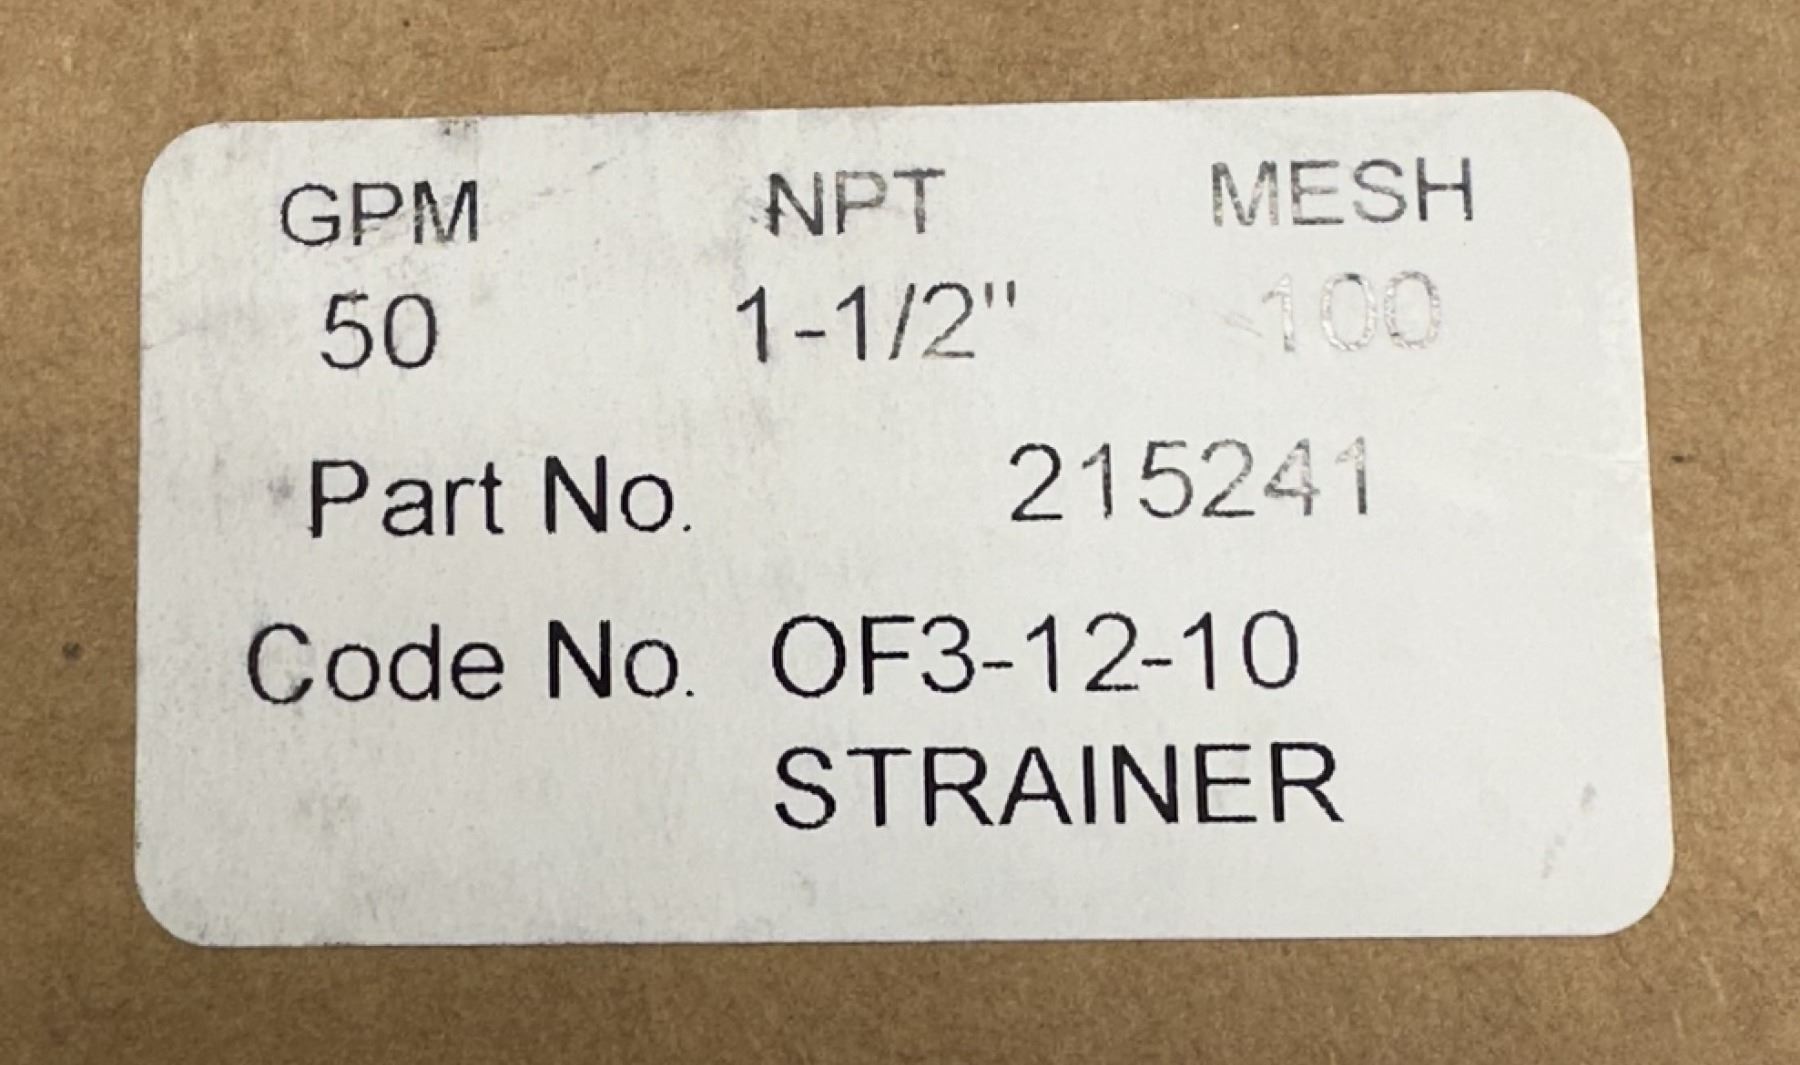 GPM NPT MESH
50 1-1/2" 100
Part No. 215241
Code No. OF3-12-10
STRAINER